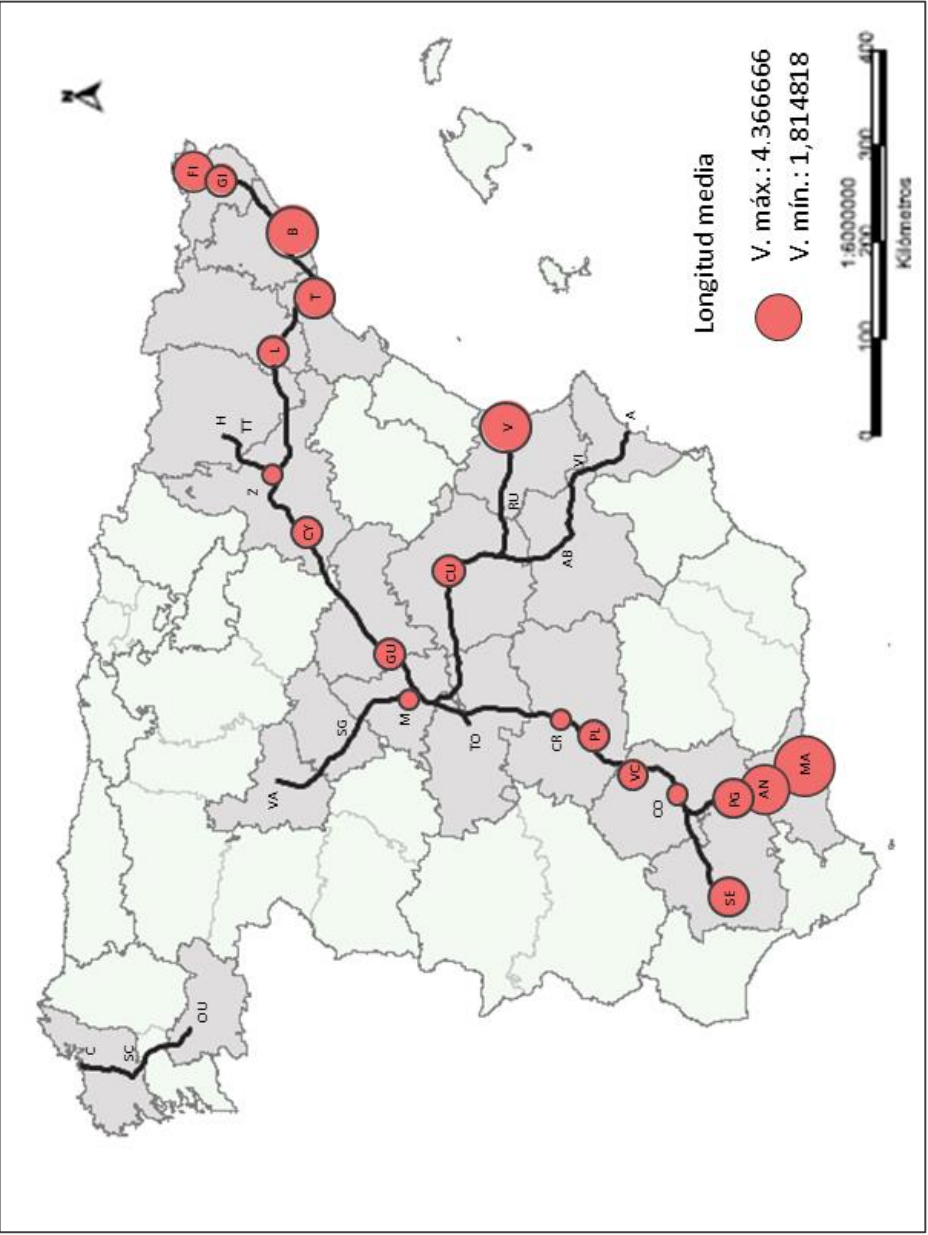 N
FI
GI
B
T
L
H
TT
Z
CY
V
RU
VI
A
AB
CU
GU
M
SG
VA
TO
CR
PL
VC
CO
PG
AN
MA
SE
C
SC
OU
Longitud media
V. máx.: 4.366666
V. mín.: 1,814818
1:6000000
0 100 200 300 400
Kilómetros